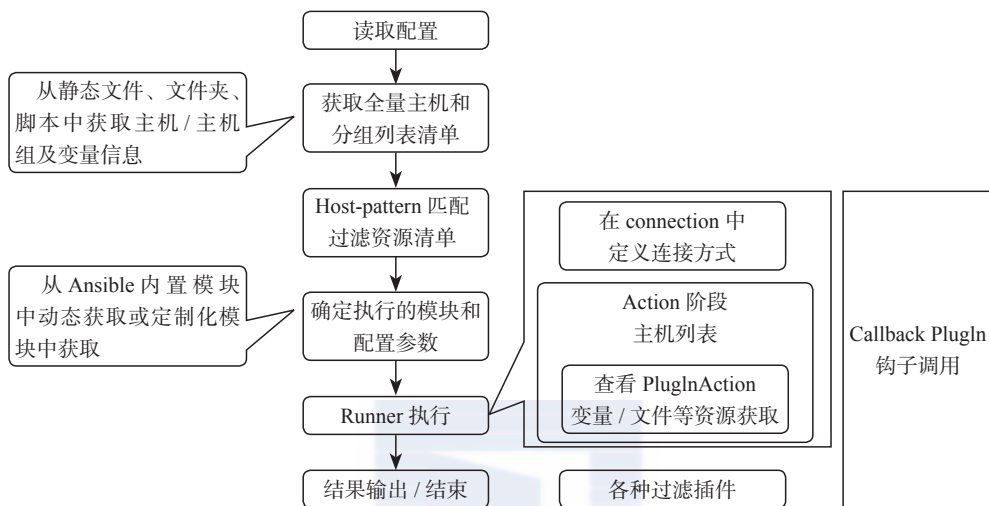 读取配置
从静态文件、文件夹、
脚本中获取主机 / 主机
组及变量信息
获取全量主机和
分组列表清单
Host-pattern 匹配
过滤资源清单
从 Ansible 内置模块
中动态获取或定制化模
块中获取
确定执行的模块和
配置参数
Runner 执行
结果输出 / 结束
在 connection 中
定义连接方式
Action 阶段
主机列表
查看 PlugInAction
变量 / 文件等资源获取
各种过滤插件
Callback PlugIn
钩子调用